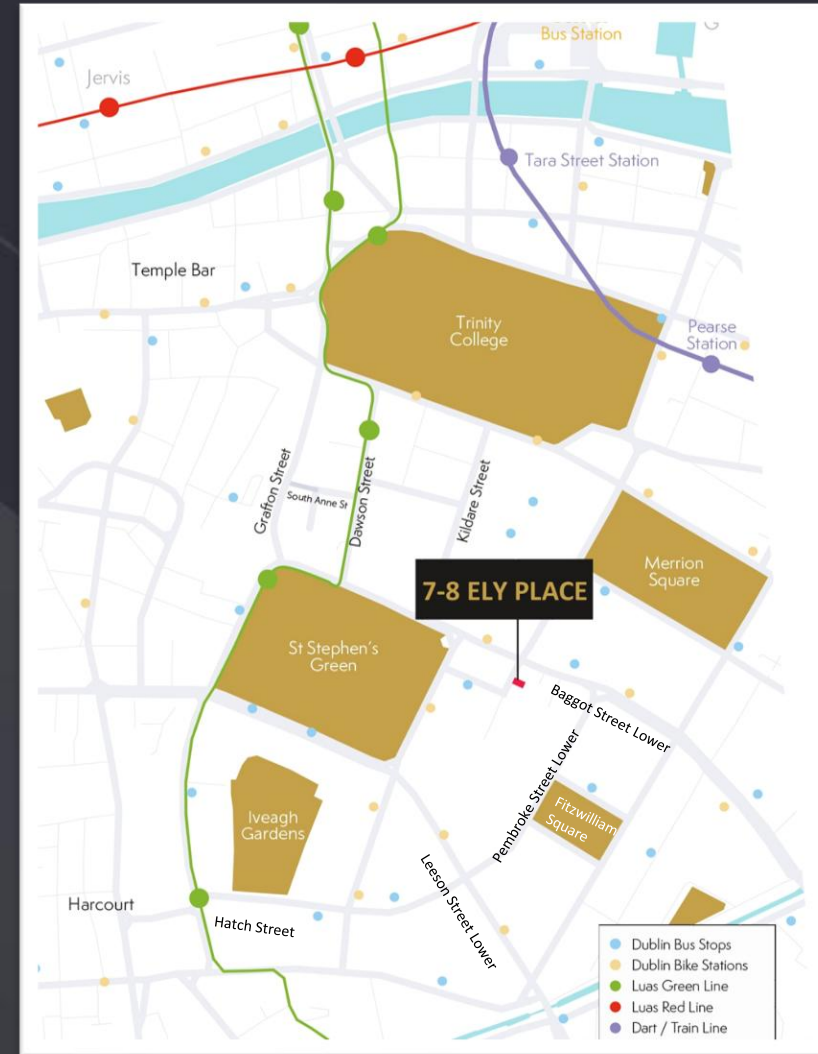 Bus Station
G
Jervis
Tara Street Station
Temple Bar
Trinity
College
Pearse
Station
Grafton Street
South Anne St
Dawson Street
Kildare Street
Merrion
Square
7-8 ELY PLACE
St Stephen's
Green
Baggot Street Lower
Pembroke Street Lower
Fitzwilliam
Square
Iveagh
Gardens
Leeson Street Lower
Harcourt
Hatch Street
Dublin Bus Stops
Dublin Bike Stations
Luas Green Line
Luas Red Line
Dart / Train Line